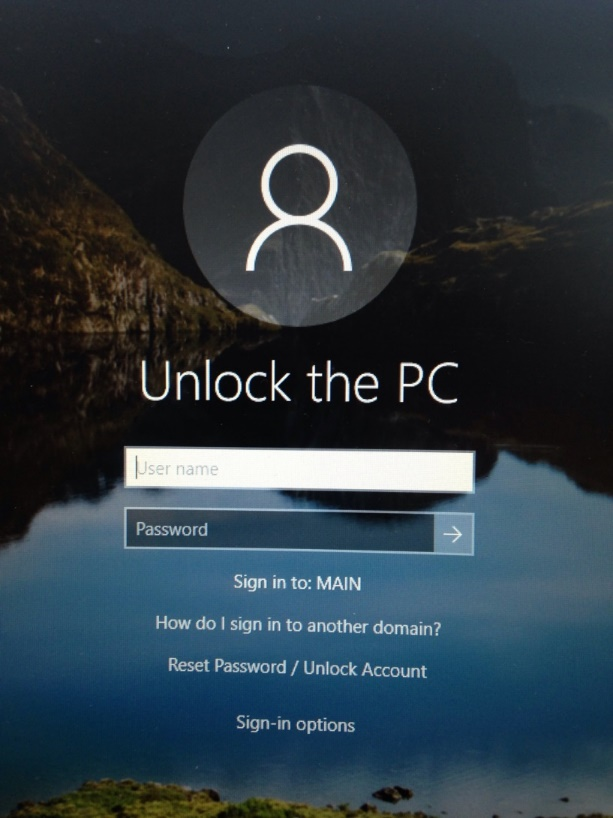 Unlock the PC
User name
Password
Sign in to: MAIN
How do I sign in to another domain?
Reset Password / Unlock Account
Sign-in options